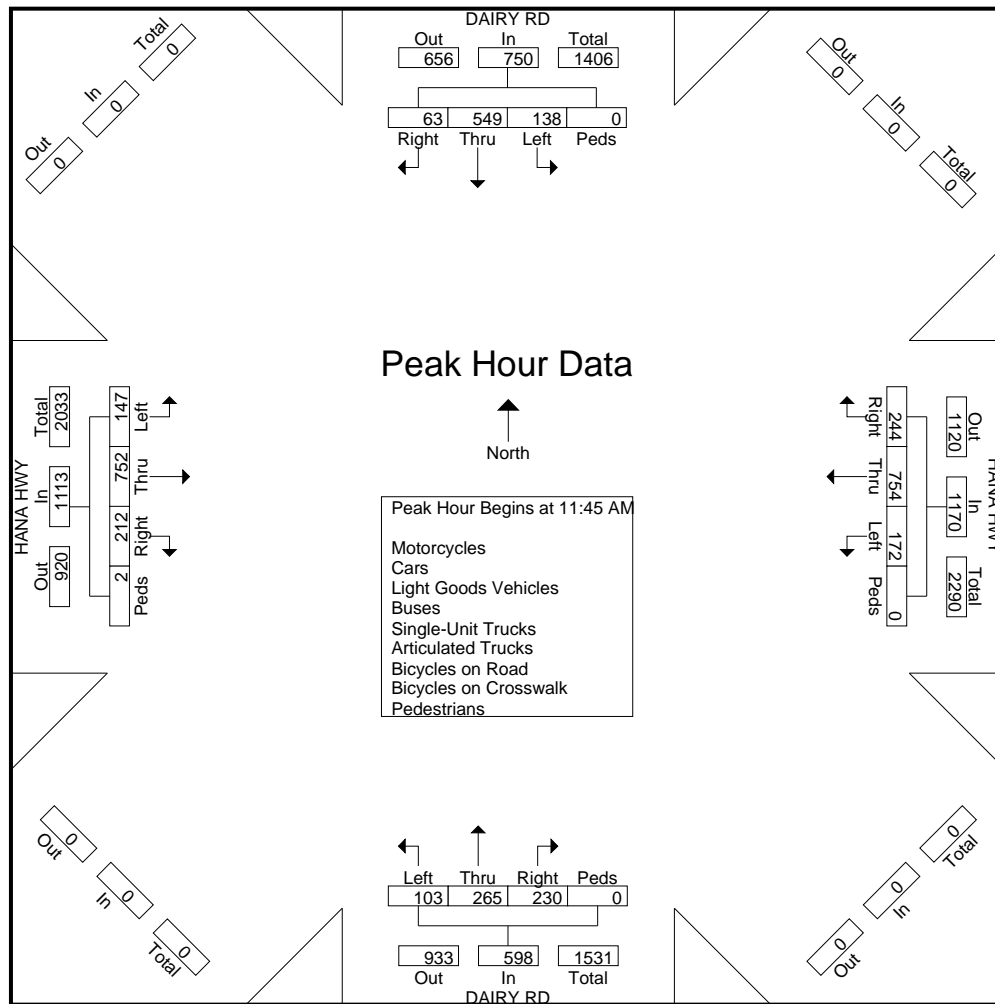 DAIRY RD
Out In Total
656 750 1406
63 549 138 0
Right Thru Left Peds
Total
0
In
0
Out
0
Out
0
In
0
Total
0
Peak Hour Data
North
HANA HWY
Total In Out
2033 1113 920
147 752 212 2
Left Thru Right Peds
HANA HWY
Out In Total
1120 1170 2290
244 754 172 0
Right Thru Left Peds
Peak Hour Begins at 11:45 AM
Motorcycles
Cars
Light Goods Vehicles
Buses
Single-Unit Trucks
Articulated Trucks
Bicycles on Road
Bicycles on Crosswalk
Pedestrians
0
Out
0
In
0
Total
0
Total
0
In
0
Out
Left Thru Right Peds
103 265 230 0
933 598 1531
Out In Total
DAIRY RD